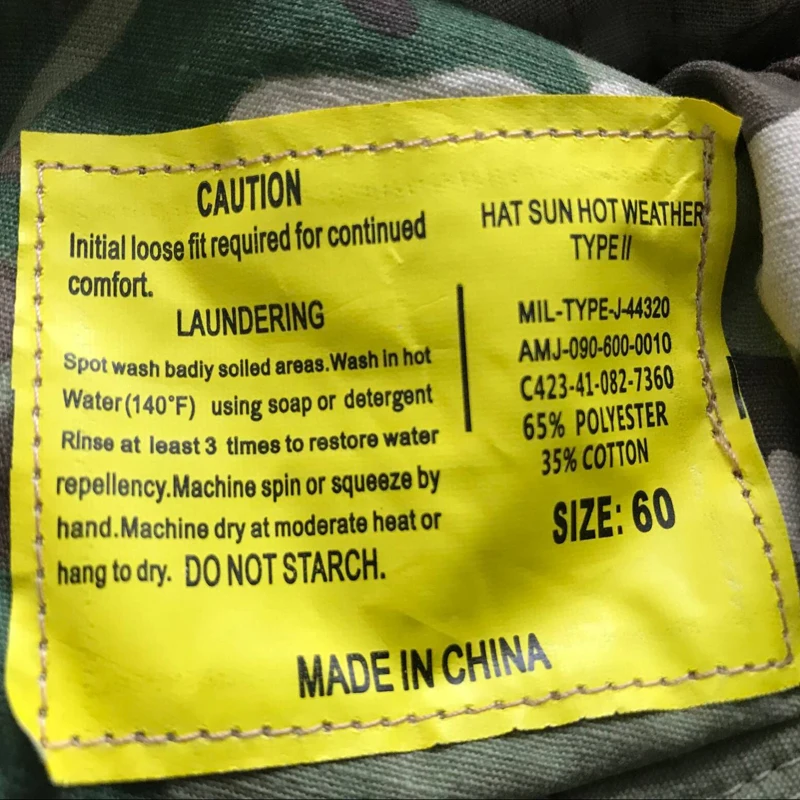 CAUTION
Initial loose fit required for continued
comfort.
LAUNDERING
Spot wash badiy soiled areas.Wash in hot
Water(140°F) using soap or detergent
Rinse at least 3 times to restore water
repellency.Machine spin or squeeze by
hand.Machine dry at moderate heat or
hang to dry. DO NOT STARCH.
HAT SUN HOT WEATHER
TYPE II
MIL-TYPE-J-44320
AMJ-090-600-0010
C423-41-082-7360
65% POLYESTER
35% COTTON
SIZE: 60
MADE IN CHINA